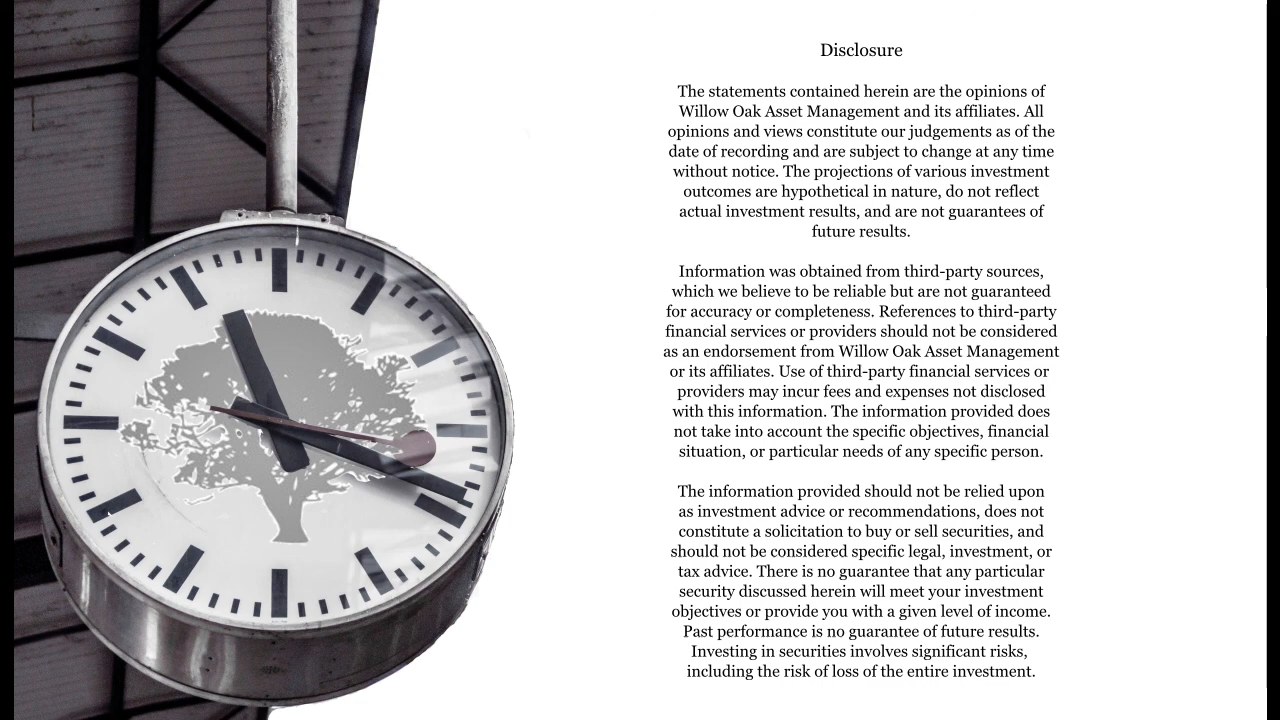 Disclosure
The statements contained herein are the opinions of
Willow Oak Asset Management and its affiliates. All
opinions and views constitute our judgements as of the
date of recording and are subject to change at any time
without notice. The projections of various investment
outcomes are hypothetical in nature, do not reflect
actual investment results, and are not guarantees of
future results.
Information was obtained from third-party sources,
which we believe to be reliable but are not guaranteed
for accuracy or completeness. References to third-party
financial services or providers should not be considered
as an endorsement from Willow Oak Asset Management
or its affiliates. Use of third-party financial services or
providers may incur fees and expenses not disclosed
with this information. The information provided does
not take into account the specific objectives, financial
situation, or particular needs of any specific person.
The information provided should not be relied upon
as investment advice or recommendations, does not
constitute a solicitation to buy or sell securities, and
should not be considered specific legal, investment, or
tax advice. There is no guarantee that any particular
security discussed herein will meet your investment
objectives or provide you with a given level of income.
Past performance is no guarantee of future results.
Investing in securities involves significant risks,
including the risk of loss of the entire investment.